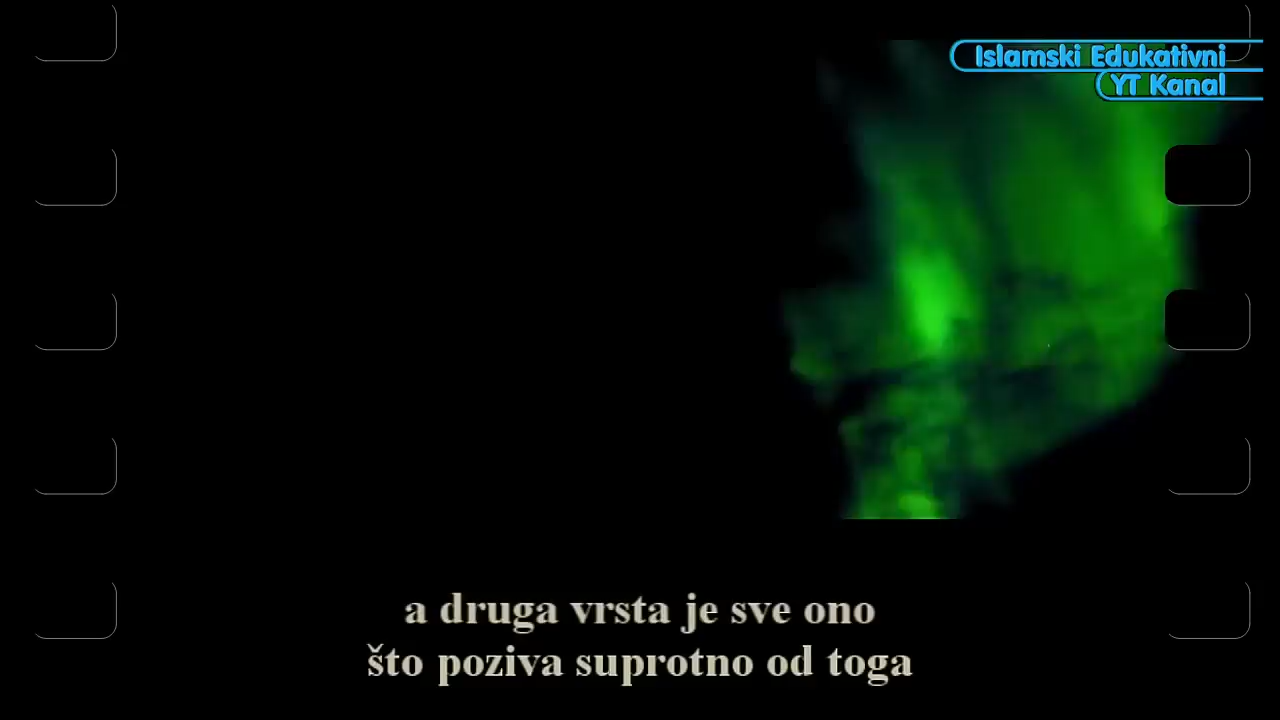 Islamski Edukativni
YT Kanal
a druga vrsta je sve ono
što poziva suprotno od toga